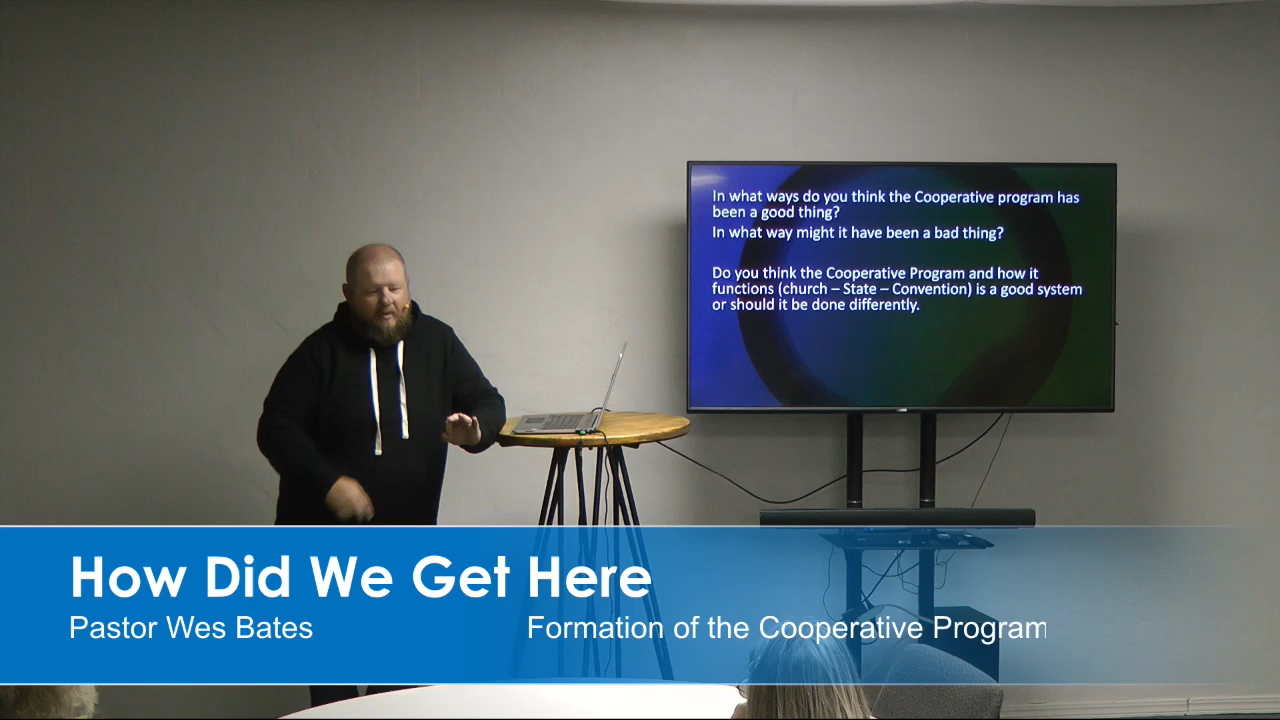 In what ways do you think the Cooperative program has
been a good thing?
In what way might it have been a bad thing?
Do you think the Cooperative Program and how it
functions (church – State – Convention) is a good system
or should it be done differently.
How Did We Get Here
Pastor Wes Bates
Formation of the Cooperative Program